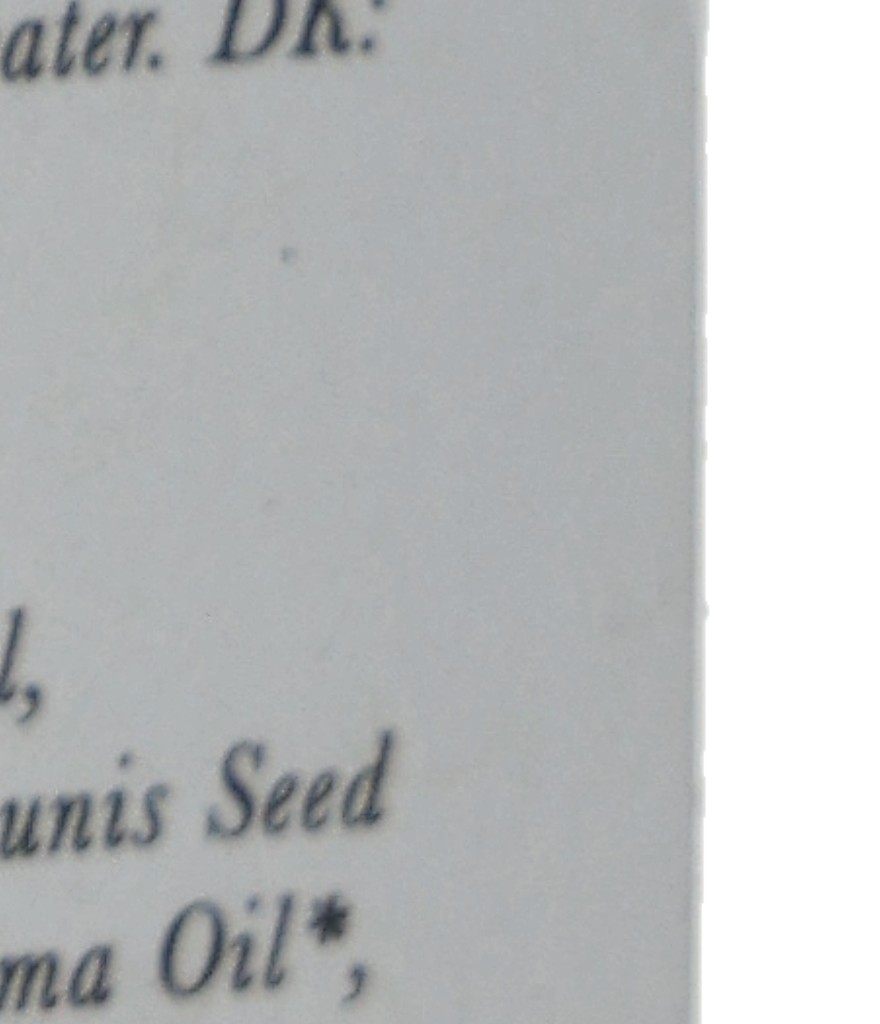 ater. DK:
l,
unis Seed
ma Oil*,